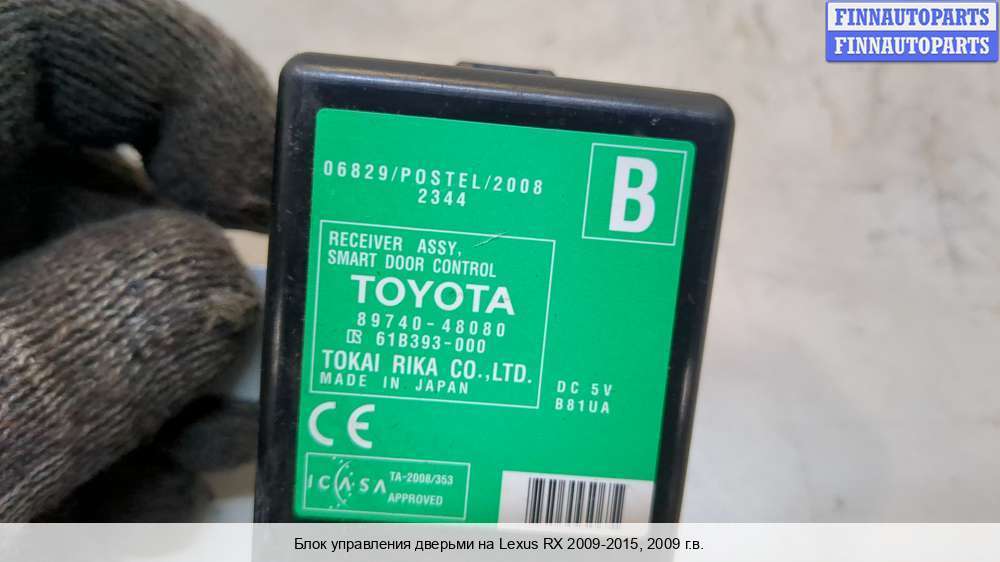 FINNAUTOPARTS
FINNAUTOPARTS
06829/POSTEL/2008
2344
B
RECEIVER ASSY,
SMART DOOR CONTROL
TOYOTA
89740-48080
61B393-000
TOKAI RIKA CO.,LTD.
MADE IN JAPAN
DC 5V
B81UA
CE
ICASA
TA-2008/353
APPROVED
Блок управления дверьми на Lexus RX 2009-2015, 2009 г.в.